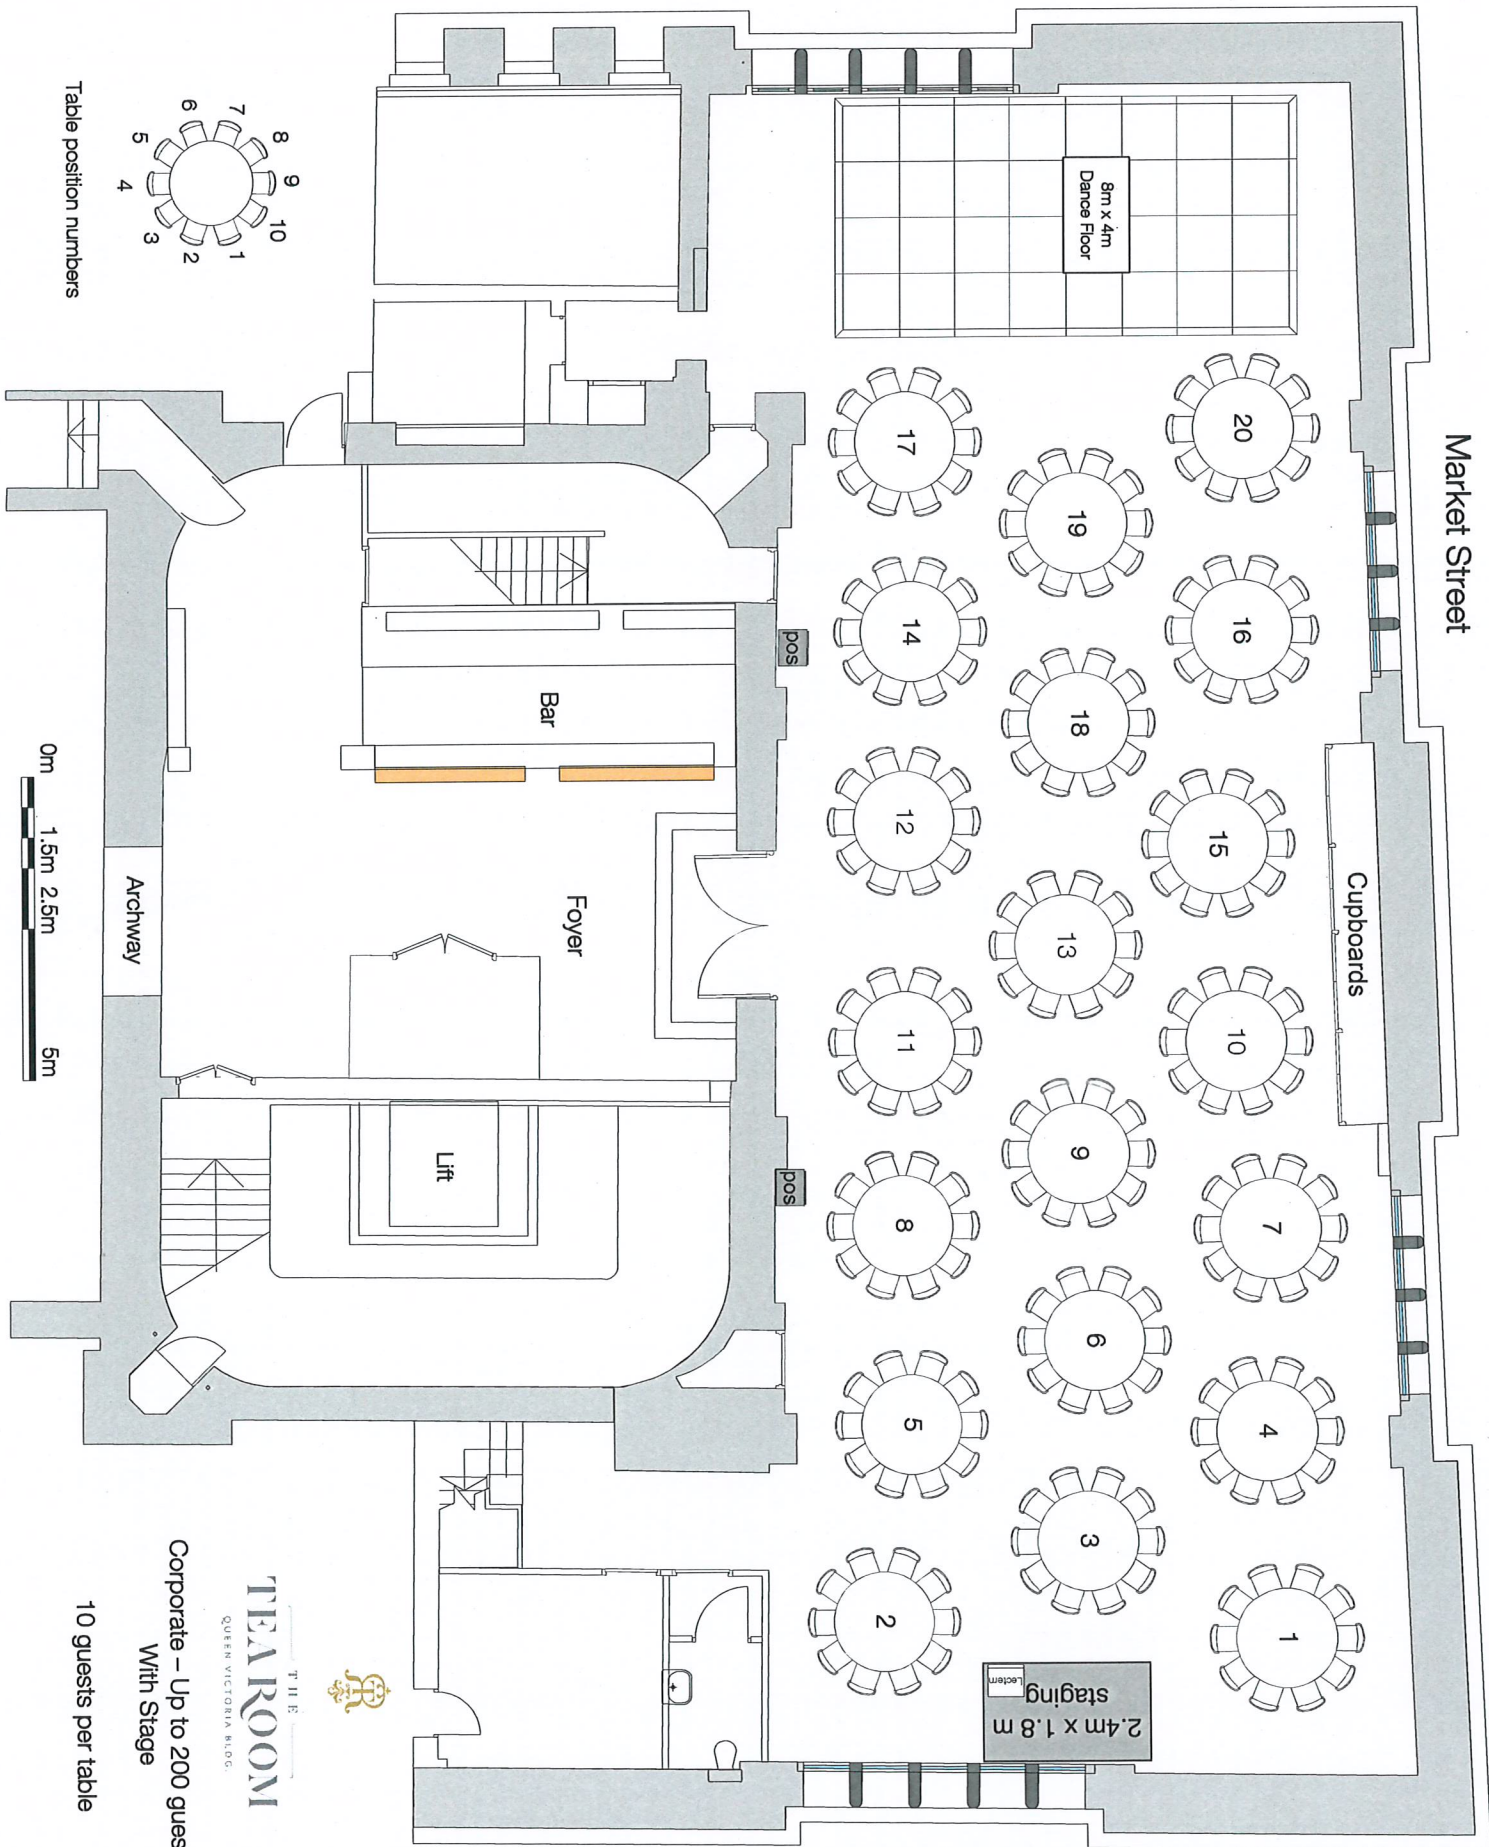 Market Street
8m x 4m
Dance Floor
20
17
19
16
14
18
15
12
13
10
11
9
7
8
6
4
5
3
1
2
Cupboards
pos
pos
Bar
Foyer
Archway
Lift
2.4m x 1.8 m
staging
Lectern
0m 1.5m 2.5m 5m
7
8
9
10
1
2
3
4
5
6
Table position numbers
THE
TEA ROOM
QUEEN VICTORIA BLDG.
Corporate – Up to 200 gues
With Stage
10 guests per table